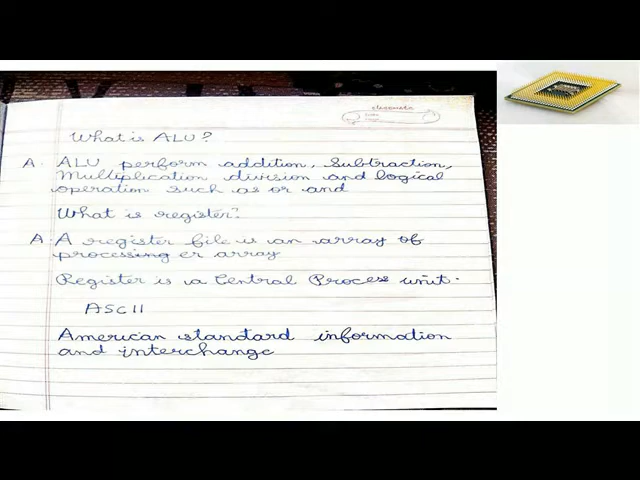 What is ALU?
A. ALU perform addition, Subtraction,
Multiplication division and logical
operation such as or and
What is register?
A. A register file is an array of
processing er array
Register is a Central Process unit.
ASCII
American standard information
and interchange